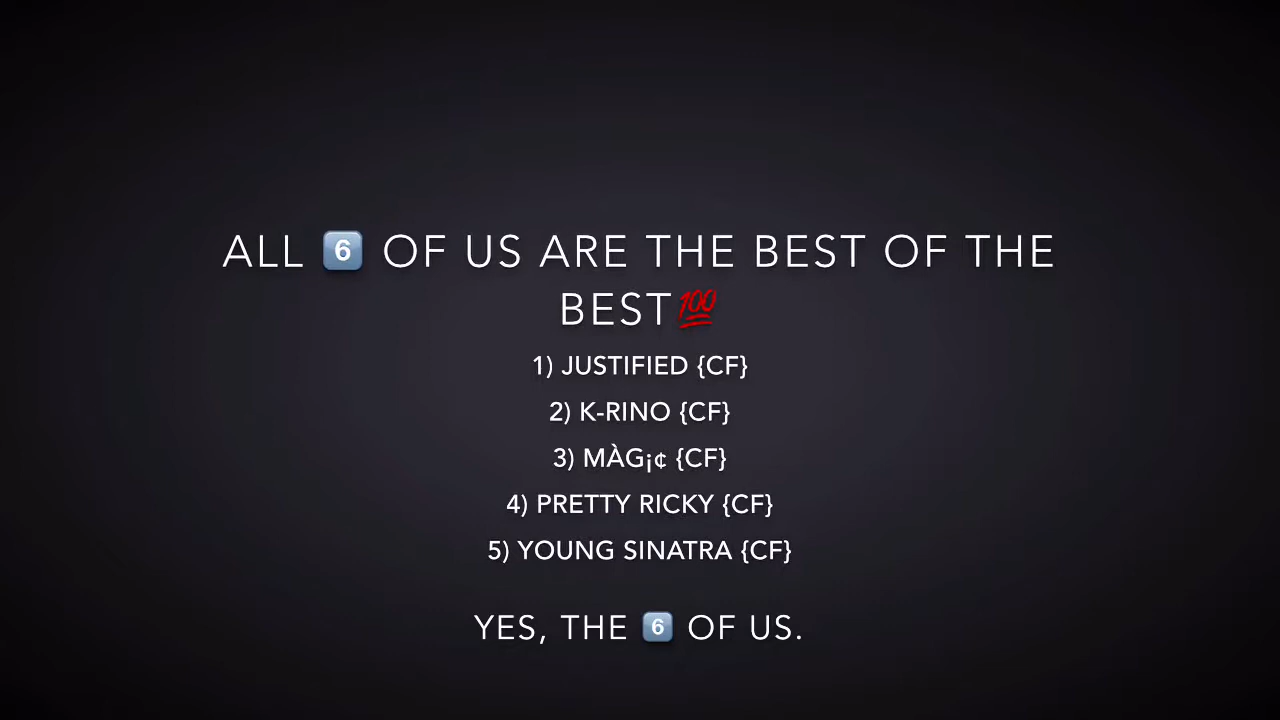 ALL 6️⃣ OF US ARE THE BEST OF THE
BEST💯
1) JUSTIFIED {CF}
2) K-RINO {CF}
3) MÀG¡¢ {CF}
4) PRETTY RICKY {CF}
5) YOUNG SINATRA {CF}
YES, THE 6️⃣ OF US.